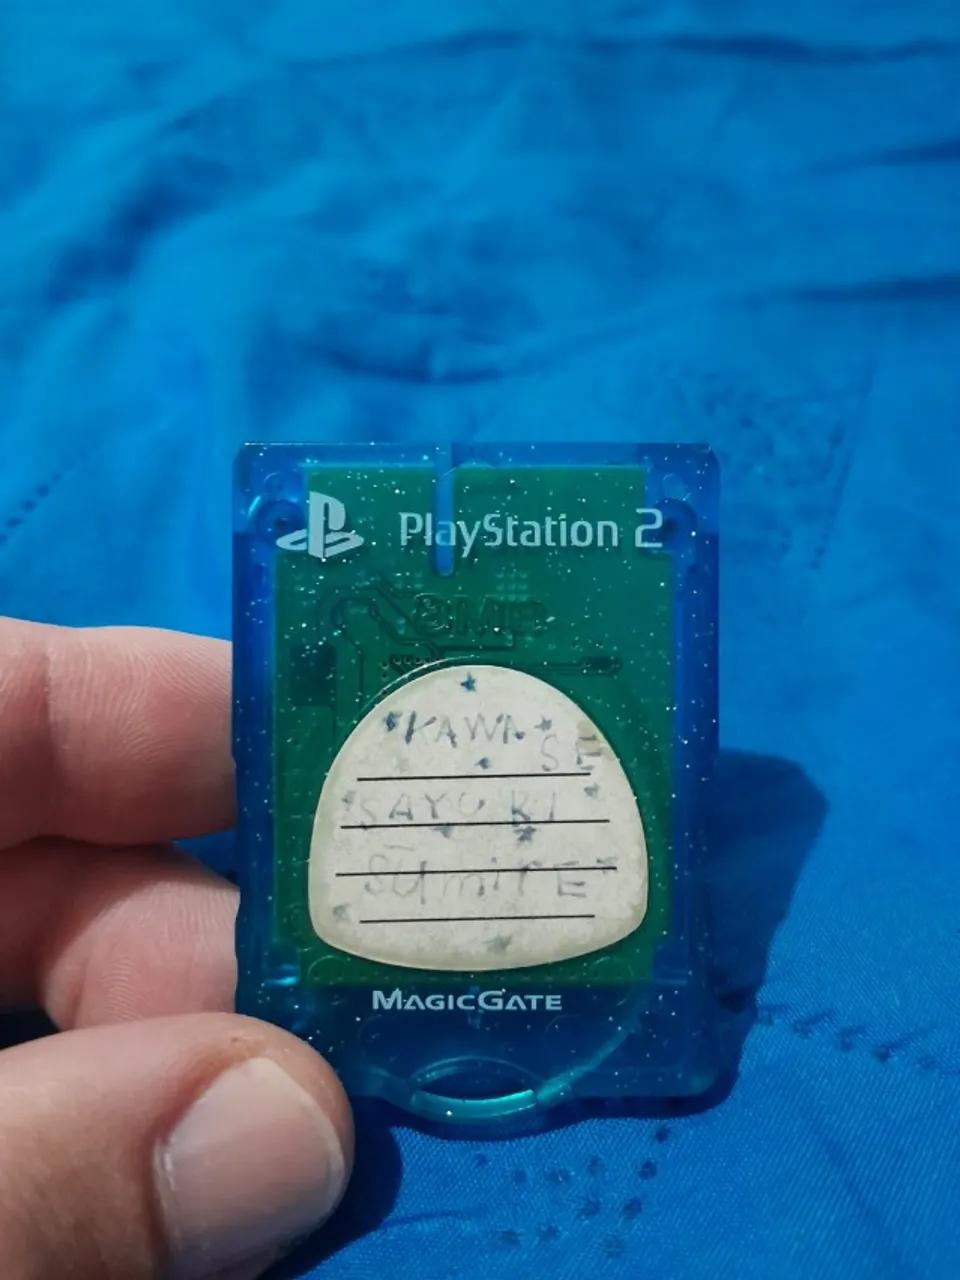 PlayStation 2
8MB
KAWA
SE
SAYURI
SUmirE
MAGICGATE